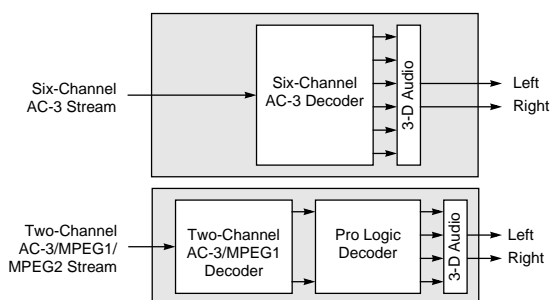 Six-Channel
AC-3 Stream
Six-Channel
AC-3 Decoder
3-D Audio
Left
Right
Two-Channel
AC-3/MPEG1/
MPEG2 Stream
Two-Channel
AC-3/MPEG1
Decoder
Pro Logic
Decoder
3-D Audio
Left
Right